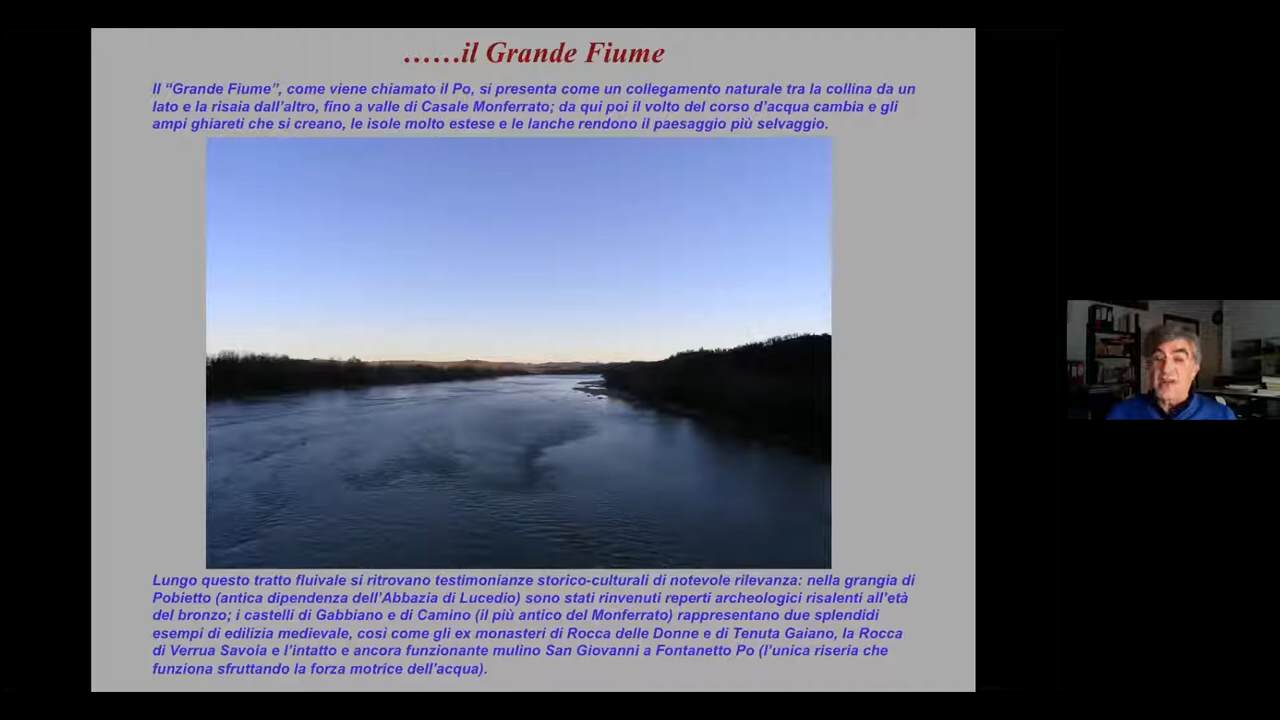 ……il Grande Fiume
Il “Grande Fiume”, come viene chiamato il Po, si presenta come un collegamento naturale tra la collina da un
lato e la risaia dall’altro, fino a valle di Casale Monferrato; da qui poi il volto del corso d’acqua cambia e gli
ampi ghiareti che si creano, le isole molto estese e le lanche rendono il paesaggio più selvaggio.
Lungo questo tratto fluivale si ritrovano testimonianze storico-culturali di notevole rilevanza: nella grangia di
Pobietto (antica dipendenza dell’Abbazia di Lucedio) sono stati rinvenuti reperti archeologici risalenti all’età
del bronzo; i castelli di Gabbiano e di Camino (il più antico del Monferrato) rappresentano due splendidi
esempi di edilizia medievale, così come gli ex monasteri di Rocca delle Donne e di Tenuta Gaiano, la Rocca
di Verrua Savoia e l’intatto e ancora funzionante mulino San Giovanni a Fontanetto Po (l’unica riseria che
funziona sfruttando la forza motrice dell’acqua).